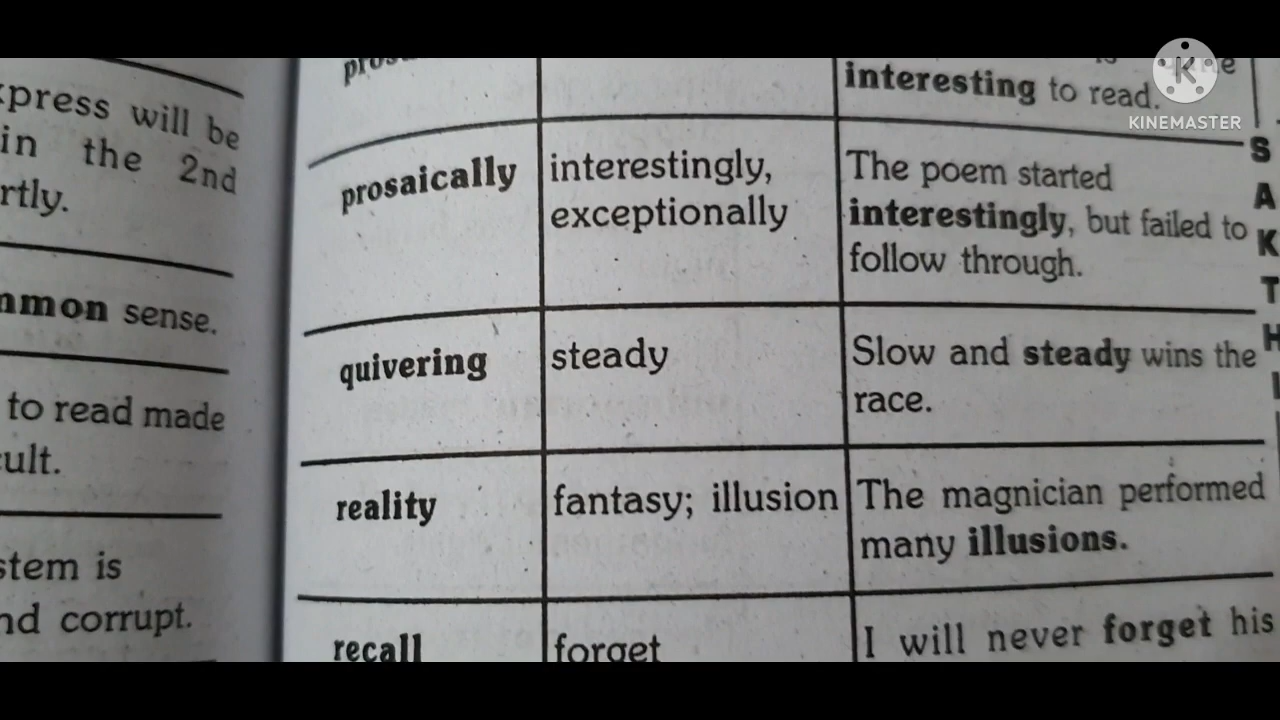 xpress will be
in the 2nd
rtly.
mmon sense.
to read made
cult.
stem is
nd corrupt.
interesting to read.
prosaically
interestingly,
exceptionally
The poem started
interestingly, but failed to
follow through.
quivering
steady
Slow and steady wins the
race.
reality
fantasy; illusion
The magnician performed
many illusions.
recall
forget
I will never forget his
S
A
K
T
H
I
K
KINEMASTER